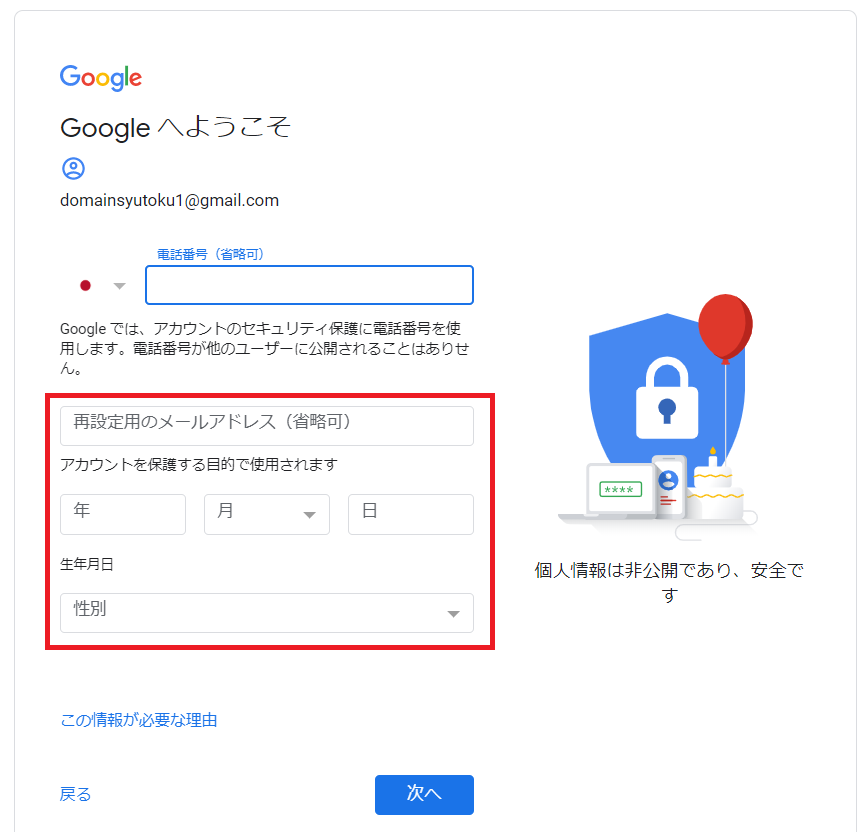 Google
Google へようこそ
domainsyutoku1@gmail.com
電話番号（省略可）
Google では、アカウントのセキュリティ保護に電話番号を使
用します。電話番号が他のユーザーに公開されることはありませ
ん。
再設定用のメールアドレス（省略可）
アカウントを保護する目的で使用されます
年 月 日
生年月日
性別
この情報が必要な理由
戻る 次へ
****
個人情報は非公開であり、安全で
す